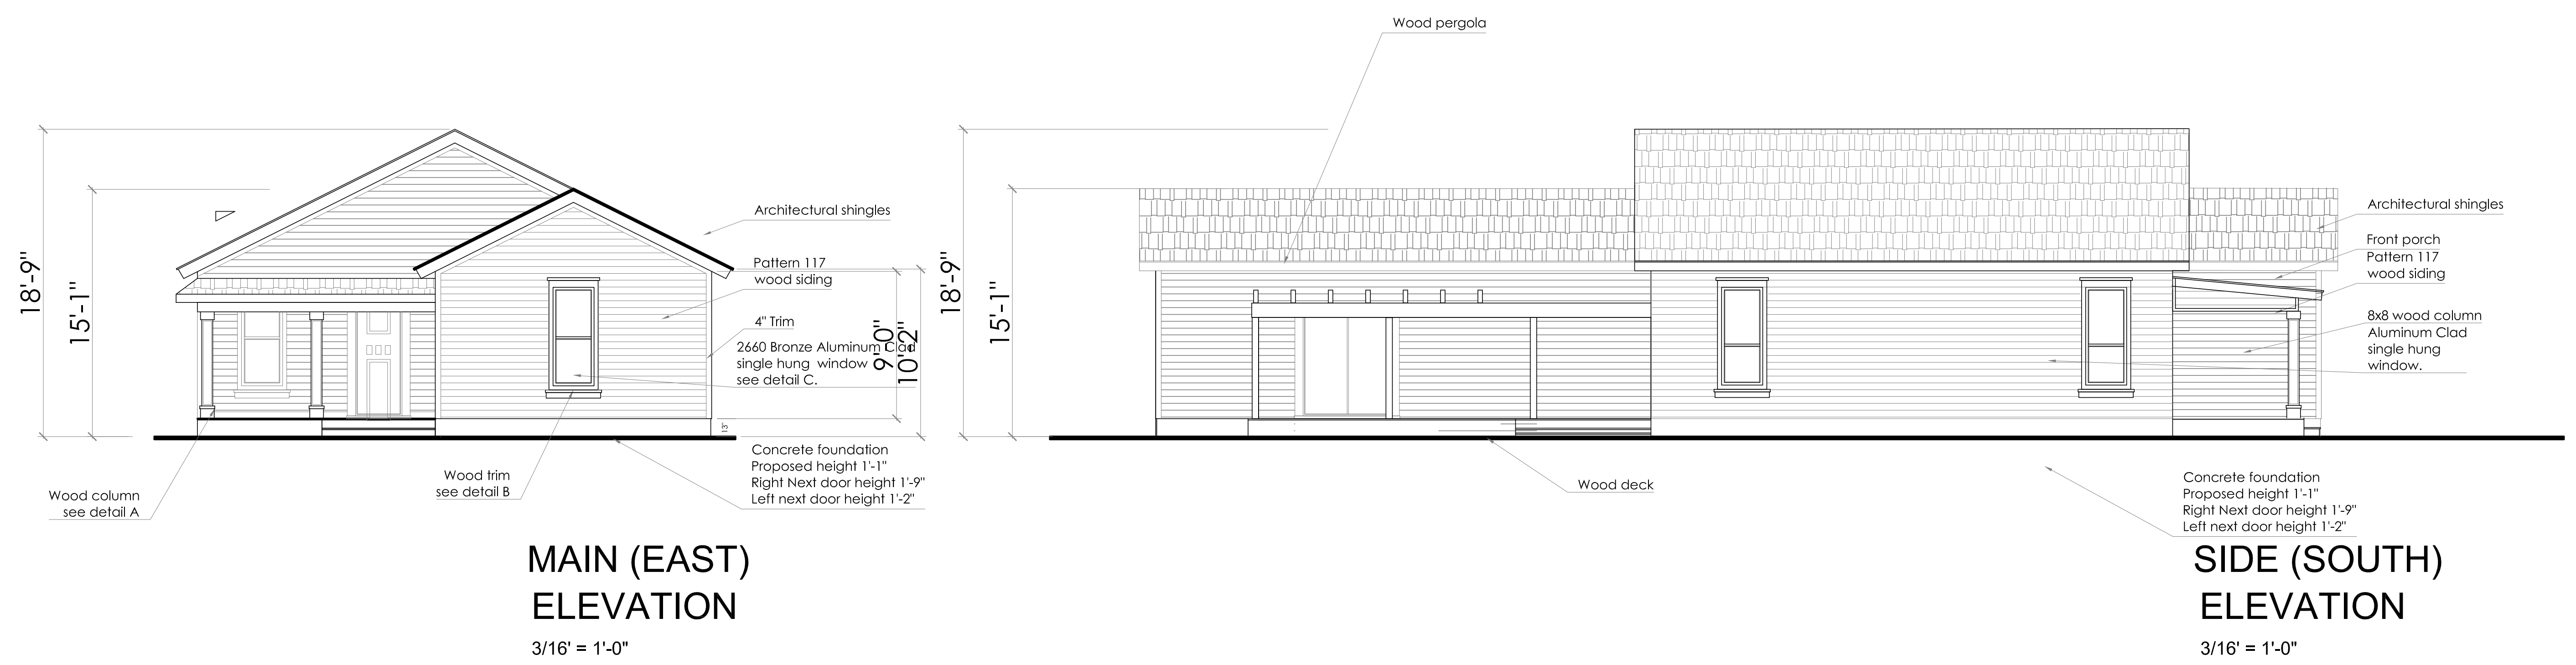 Wood pergola
18'-9"
15'-1"
Architectural shingles
Pattern 117
wood siding
4" Trim
2660 Bronze Aluminum Clad
single hung window
see detail C.
9'-0"
10'-2"
13"
Concrete foundation
Proposed height 1'-1"
Right Next door height 1'-9"
Left next door height 1'-2"
Wood trim
see detail B
Wood column
see detail A
MAIN (EAST)
ELEVATION
3/16' = 1'-0"
18'-9"
15'-1"
Architectural shingles
Front porch
Pattern 117
wood siding
8x8 wood column
Aluminum Clad
single hung
window.
Wood deck
Concrete foundation
Proposed height 1'-1"
Right Next door height 1'-9"
Left next door height 1'-2"
SIDE (SOUTH)
ELEVATION
3/16' = 1'-0"